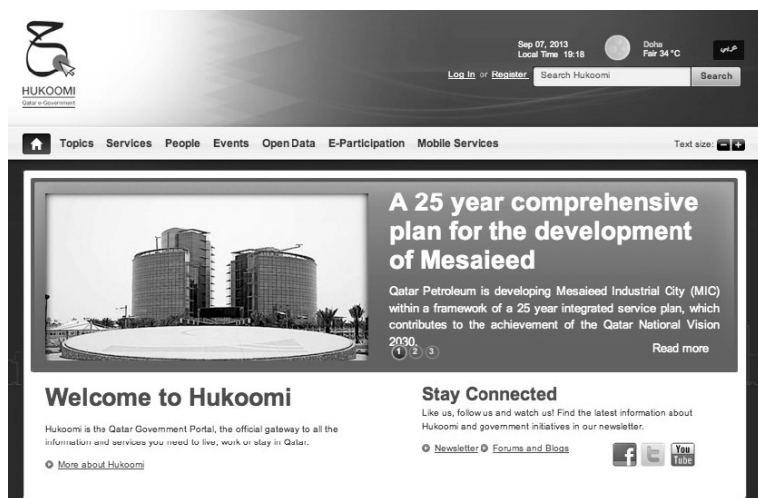 HUKOOMI
Qatar e-Government
Sep 07, 2013
Local Time 19:18
Doha
Fair 34 °C
عربي
Log In or Register
Search Hukoomi
Search
Topics Services People Events Open Data E-Participation Mobile Services
Text size: - +
A 25 year comprehensive
plan for the development
of Mesaieed
Qatar Petroleum is developing Mesaieed Industrial City (MIC)
within a framework of a 25 year integrated service plan, which
contributes to the achievement of the Qatar National Vision
2030.
1 2 3
Read more
Welcome to Hukoomi
Hukoomi is the Qatar Government Portal, the official gateway to all the
information and services you need to live, work or stay in Qatar.
More about Hukoomi
Stay Connected
Like us, follow us and watch us! Find the latest information about
Hukoomi and government initiatives in our newsletter.
Newsletter Forums and Blogs
f t You
Tube